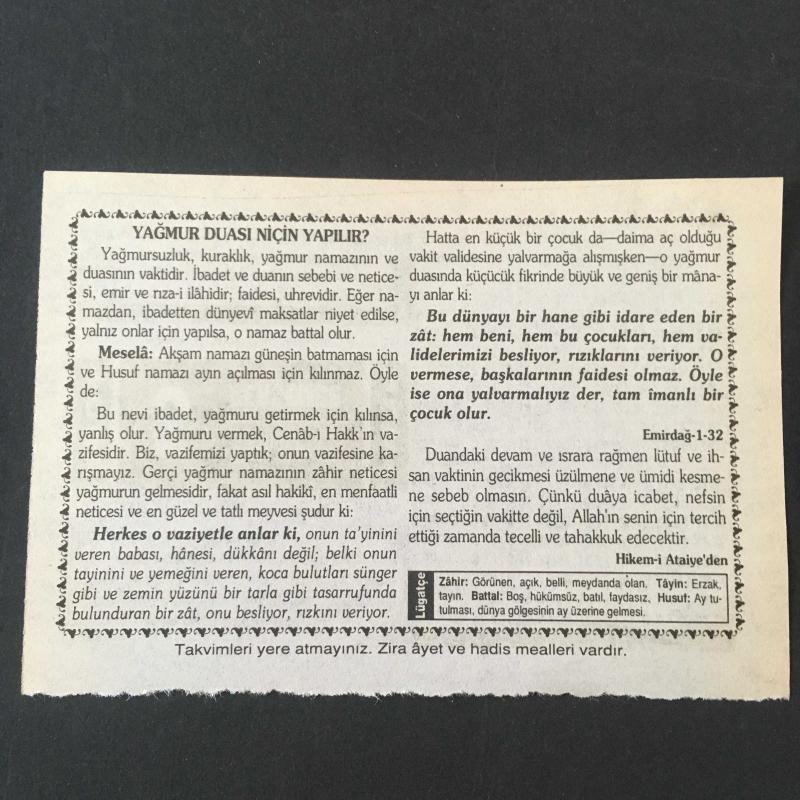 YAĞMUR DUASI NİÇİN YAPILIR?
Yağmursuzluk, kuraklık, yağmur namazının ve
duasının vaktidir. İbadet ve duanın sebebi ve netice-
si, emir ve rıza-i ilâhidir; faidesi, uhrevidir. Eğer na-
mazdan, ibadetten dünyevî maksatlar niyet edilse,
yalnız onlar için yapılsa, o namaz battal olur.
Meselâ: Akşam namazı güneşin batmaması için
ve Husuf namazı ayın açılması için kılınmaz. Öyle
de:
Bu nevi ibadet, yağmuru getirmek için kılınsa,
yanlış olur. Yağmuru vermek, Cenâb-ı Hakk'ın va-
zifesidir. Biz, vazifemizi yaptık; onun vazifesine ka-
rışmayız. Gerçi yağmur namazının zâhir neticesi
yağmurun gelmesidir, fakat asıl hakikî, en menfaatli
neticesi ve en güzel ve tatlı meyvesi şudur ki:
Herkes o vaziyetle anlar ki, onun ta'yinini
veren babası, hânesi, dükkânı değil; belki onun
tayinini ve yemeğini veren, koca bulutları sünger
gibi ve zemin yüzünü bir tarla gibi tasarrufunda
bulunduran bir zât, onu besliyor, rızkını veriyor.
Hatta en küçük bir çocuk da—daima aç olduğu
vakit validesine yalvarmağa alışmışken—o yağmur
duasında küçücük fikrinde büyük ve geniş bir mâna-
yı anlar ki:
Bu dünyayı bir hane gibi idare eden bir
zât: hem beni, hem bu çocukları, hem va-
lidelerimizi besliyor, rızıklarını veriyor. O
vermese, başkalarının faidesi olmaz. Öyle
ise ona yalvarmalıyız der, tam îmanlı bir
çocuk olur.
Emirdağ-1-32
Duandaki devam ve ısrara rağmen lütuf ve ih-
san vaktinin gecikmesi üzülmene ve ümidi kesme-
ne sebeb olmasın. Çünkü duâya icabet, nefsin
için seçtiğin vakitte değil, Allah'ın senin için tercih
ettiği zamanda tecelli ve tahakkuk edecektir.
Hikem-i Ataiye'den
Lügatçe
Zâhir: Görünen, açık, belli, meydanda olan, Tâyin: Erzak,
tayın. Battal: Boş, hükümsüz, batıl, faydasız, Husuf: Ay tu-
tulması, dünya gölgesinin ay üzerine gelmesi.
Takvimleri yere atmayınız. Zira âyet ve hadis mealleri vardır.